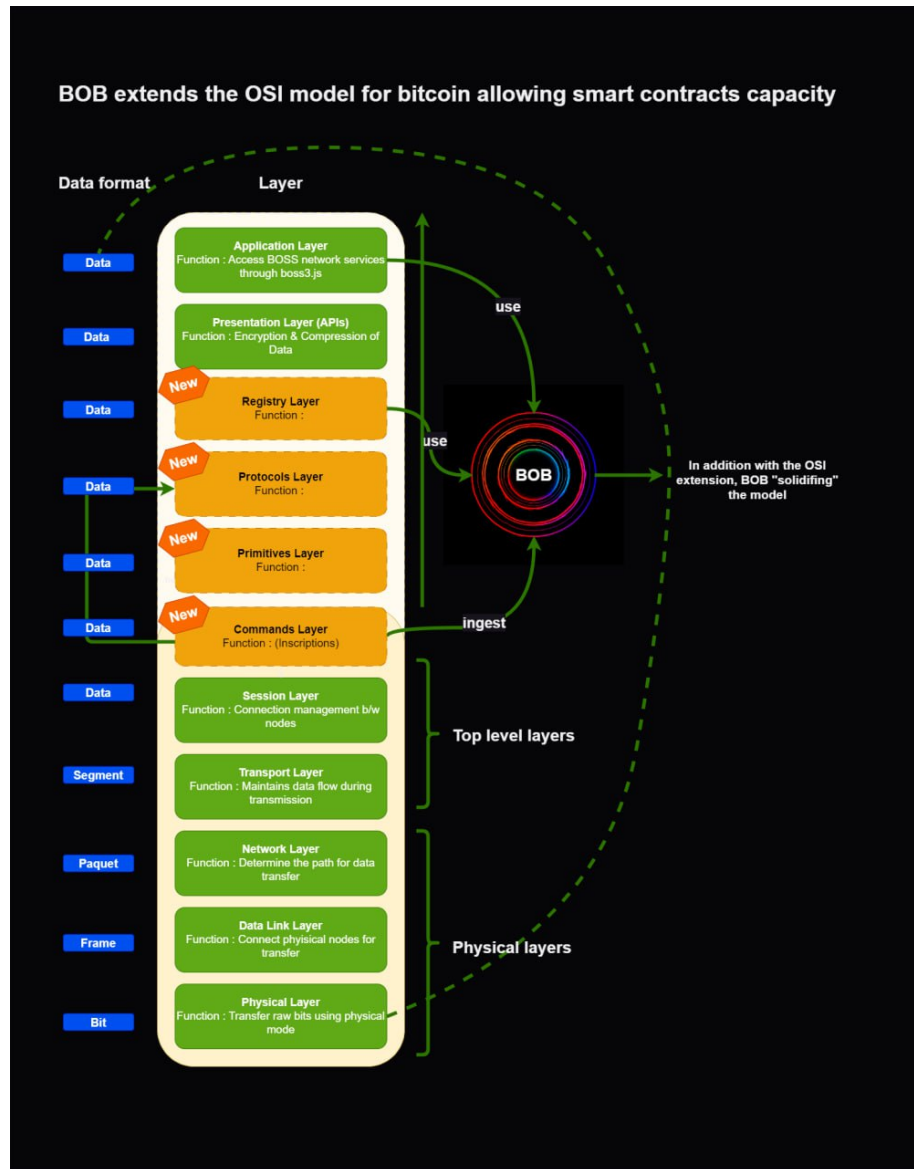 BOB extends the OSI model for bitcoin allowing smart contracts capacity
Data format
Layer
Data
Application Layer
Function : Access BOSS network services
through boss3.js
use
Data
Presentation Layer (APIs)
Function : Encryption & Compression of
Data
New
Data
Registry Layer
Function :
use
BOB
In addition with the OSI
extension, BOB "solidifing"
the model
New
Data
Protocols Layer
Function :
New
Data
Primitives Layer
Function :
New
Data
Commands Layer
Function : (Inscriptions)
ingest
Data
Session Layer
Function : Connection management b/w
nodes
Top level layers
Segment
Transport Layer
Function : Maintains data flow during
transmission
Paquet
Network Layer
Function : Determine the path for data
transfer
Frame
Data Link Layer
Function : Connect phyisical nodes for
transfer
Physical layers
Bit
Physical Layer
Function : Transfer raw bits using physical
mode